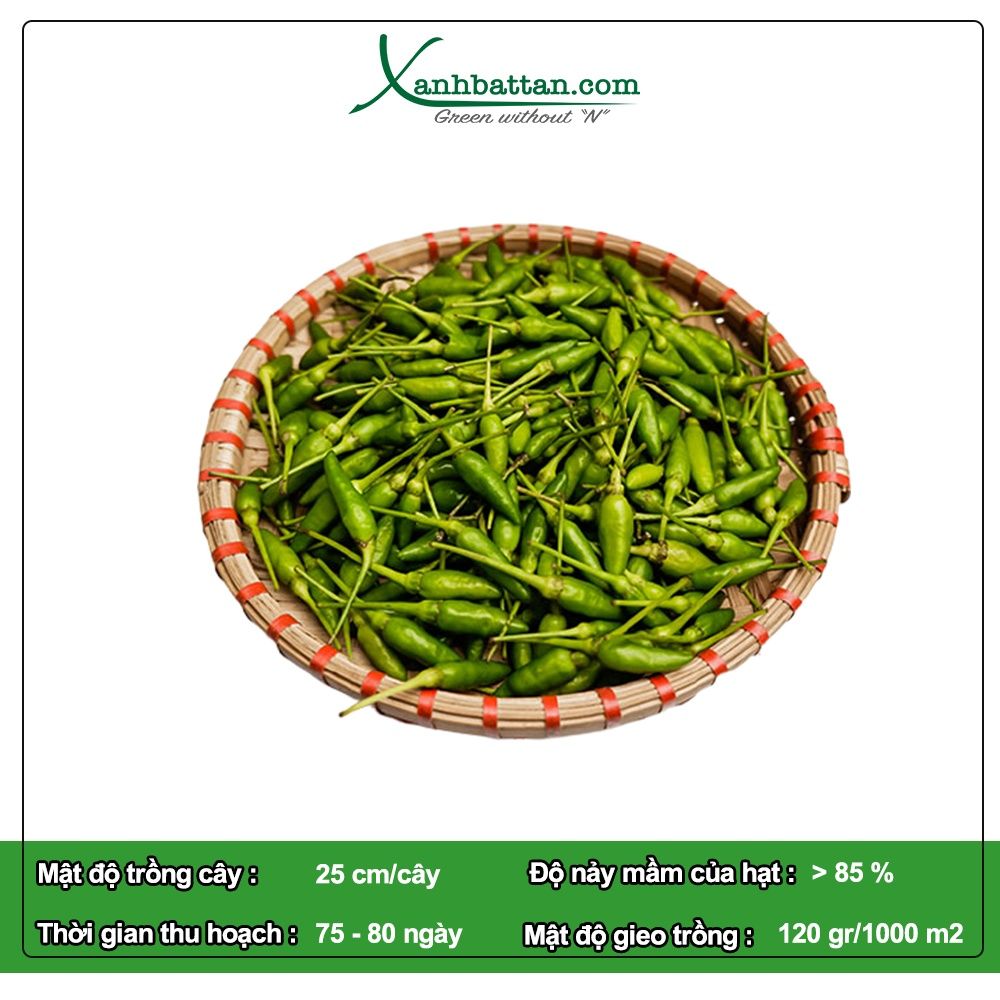 Xanhbattan.com
Green without "N"
Mật độ trồng cây : 25 cm/cây
Độ nảy mầm của hạt : > 85 %
Thời gian thu hoạch : 75 - 80 ngày
Mật độ gieo trồng : 120 gr/1000 m2